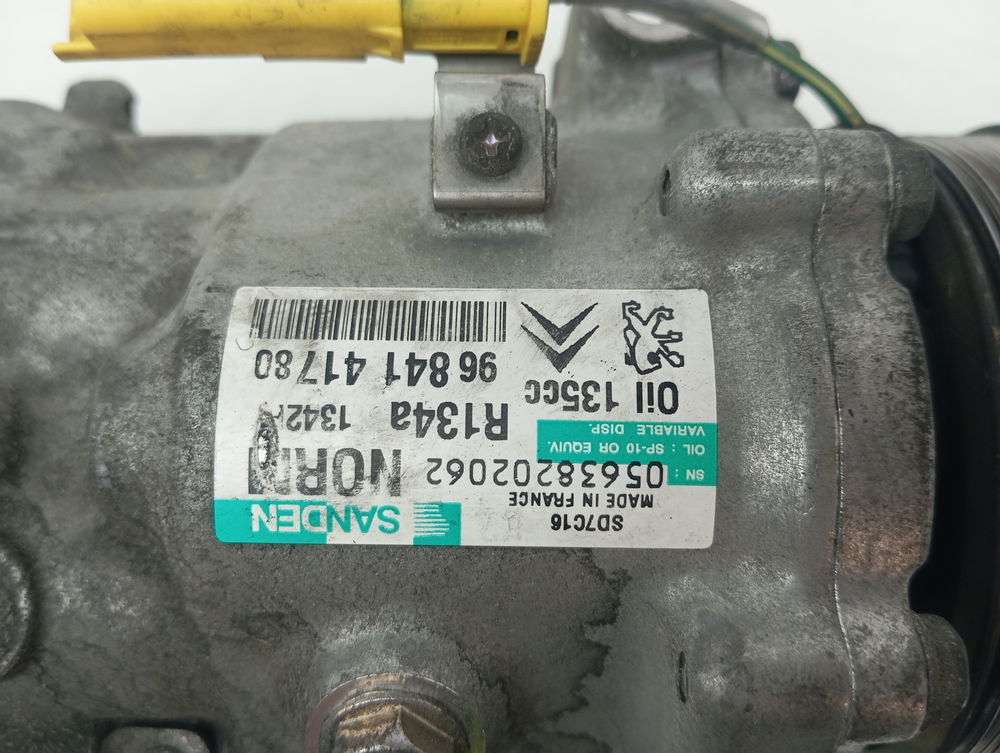 SANDEN
SD7C16
MADE IN FRANCE
SN : 05638202062
OIL : SP-10 OR EQUIV.
VARIABLE DISP.
R134a
Oil 135cc
96 841 417 80